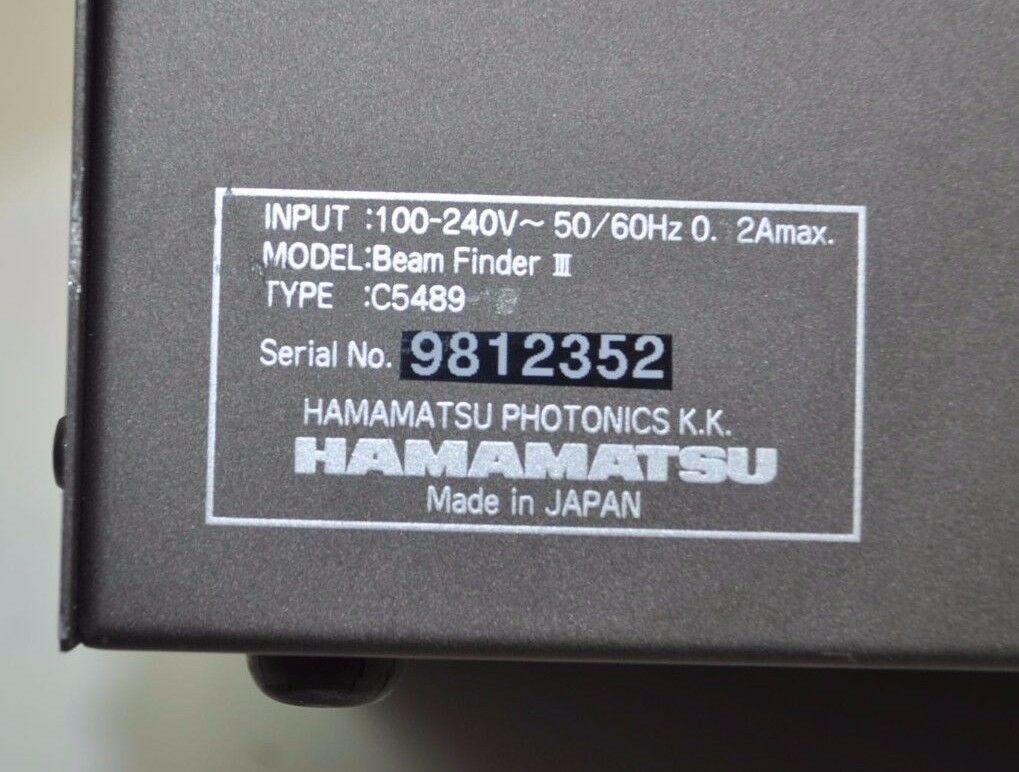 INPUT :100-240V~ 50/60Hz 0. 2Amax.
MODEL:Beam Finder Ⅲ
TYPE :C5489
Serial No. 9812352
HAMAMATSU PHOTONICS K.K.
HAMAMATSU
Made in JAPAN